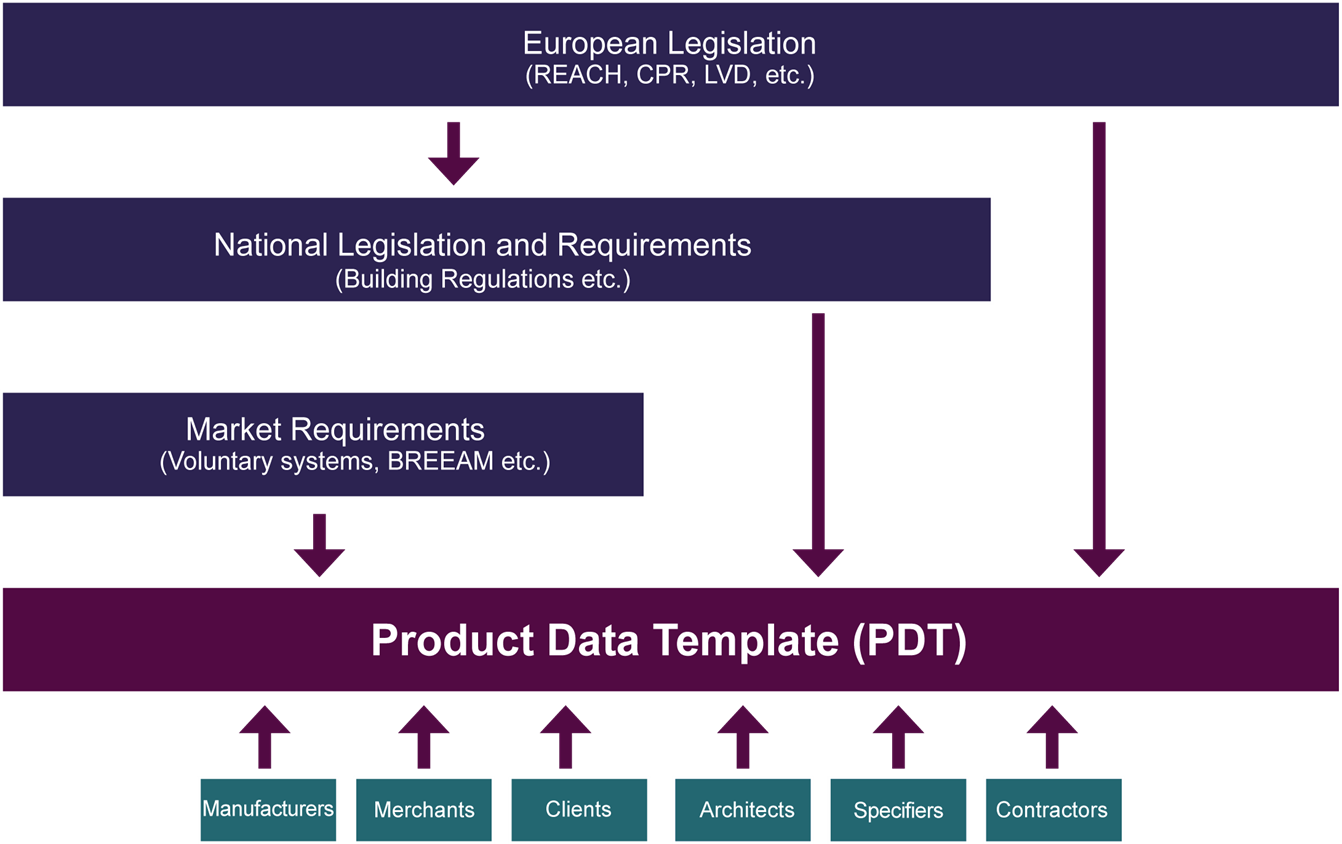 European Legislation
(REACH, CPR, LVD, etc.)
National Legislation and Requirements
(Building Regulations etc.)
Market Requirements
(Voluntary systems, BREEAM etc.)
Product Data Template (PDT)
Manufacturers
Merchants
Clients
Architects
Specifiers
Contractors